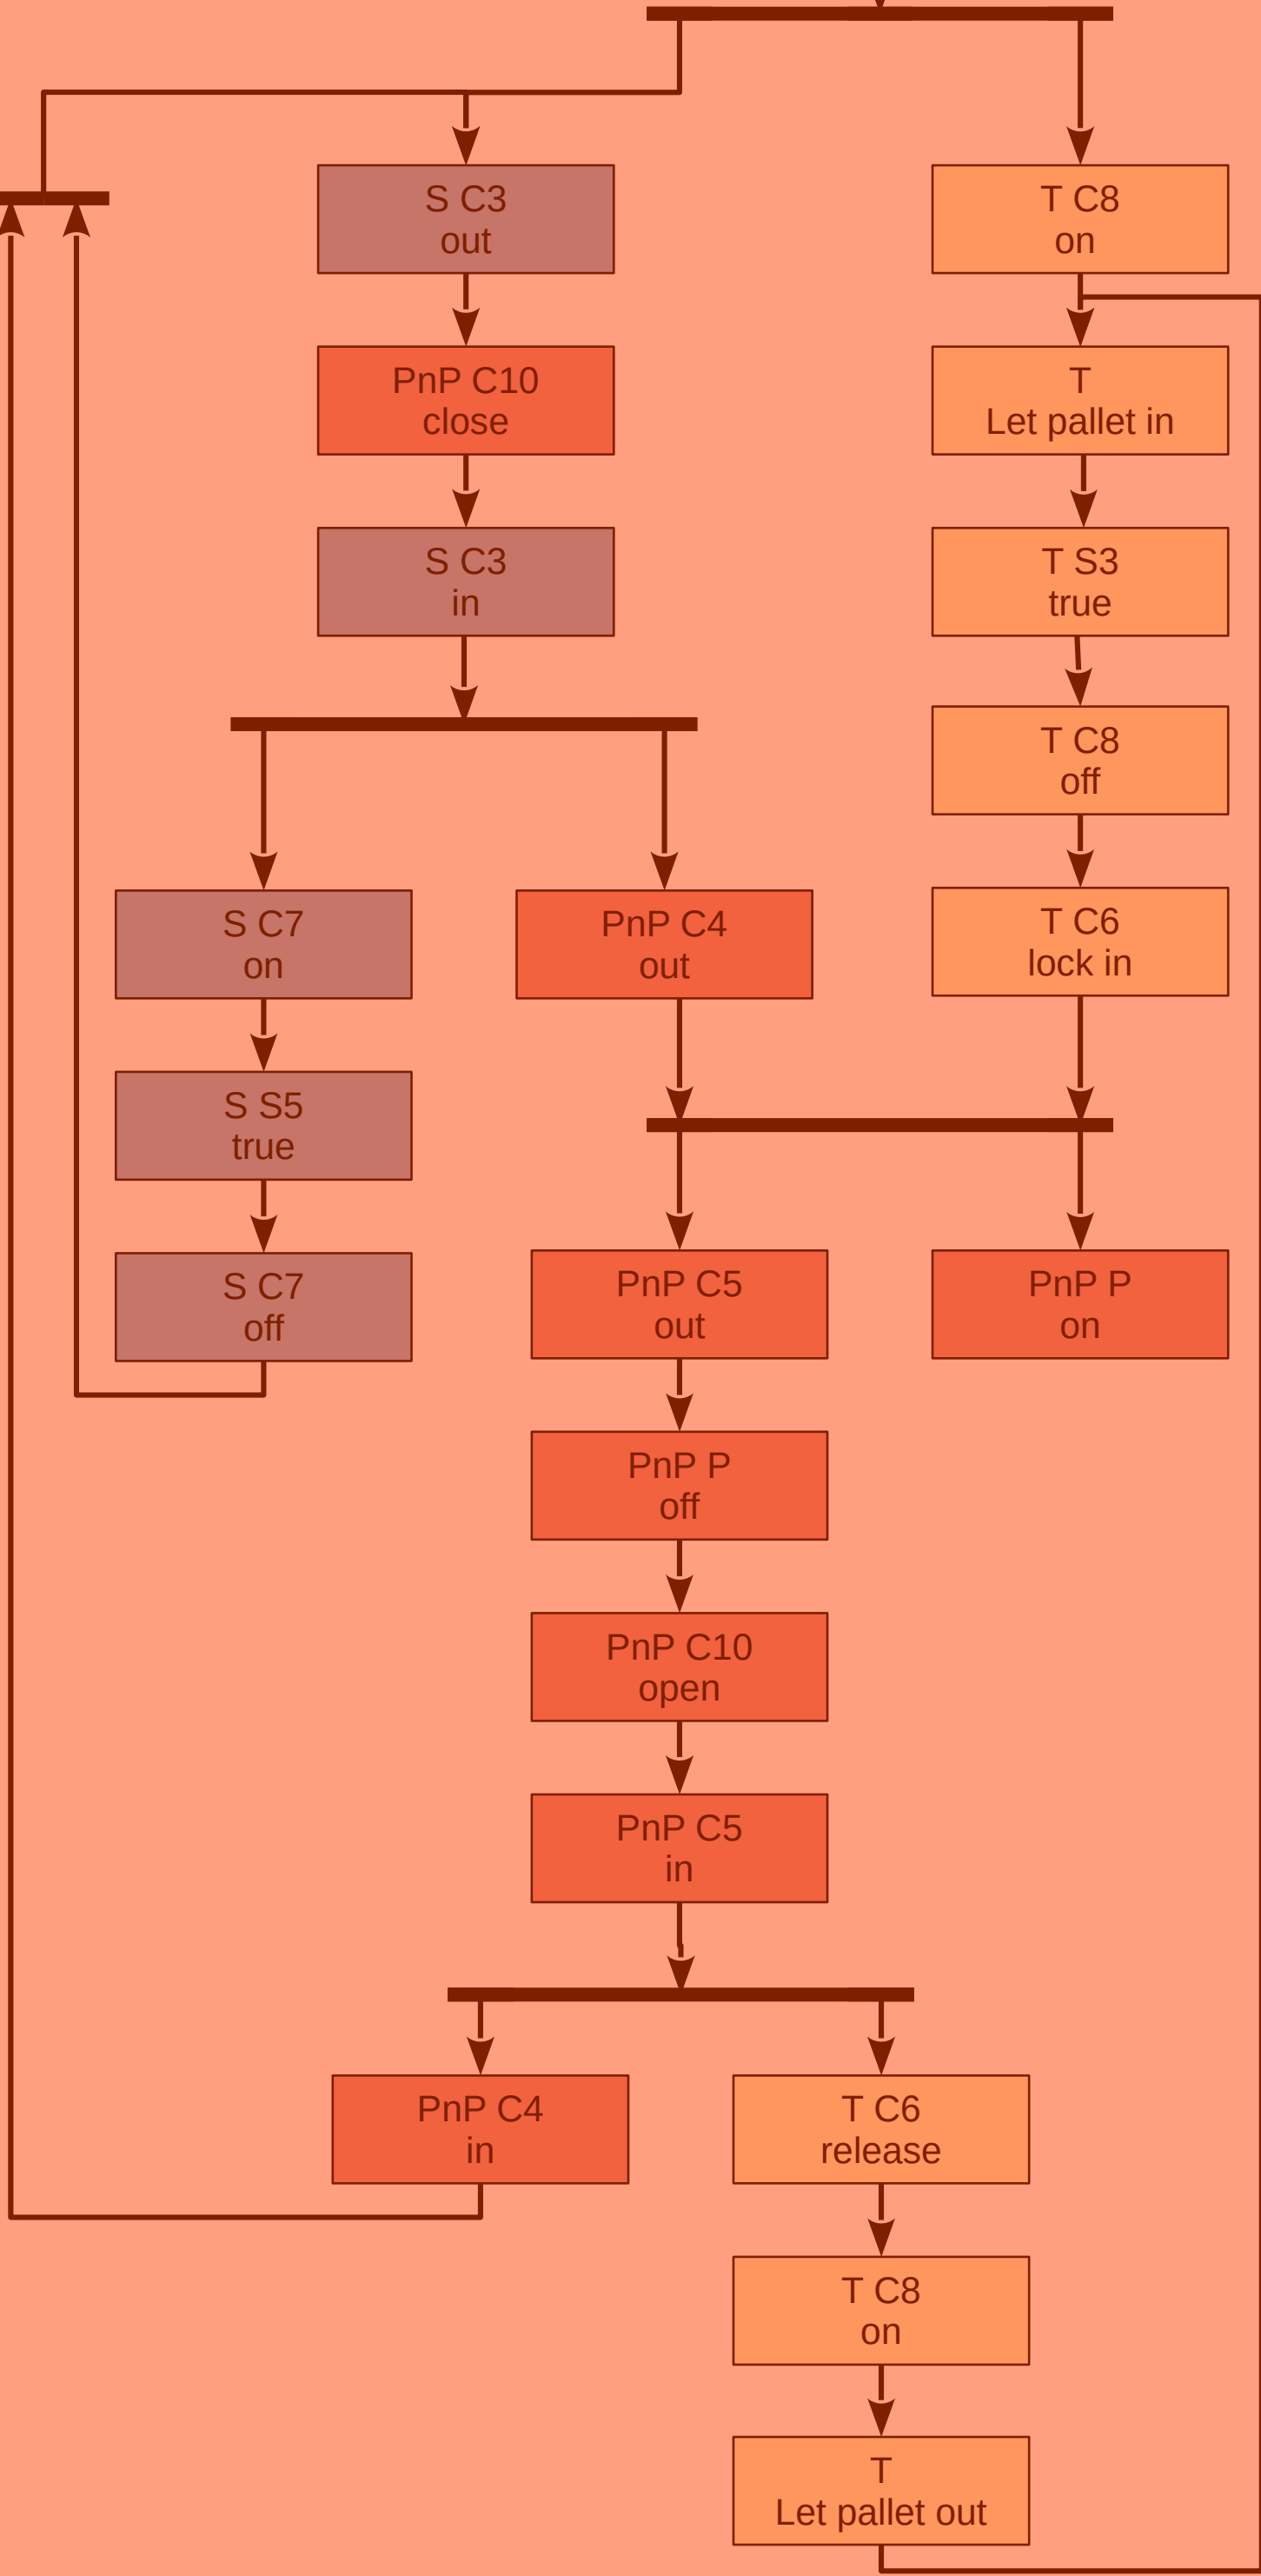 S C3
out
T C8
on
PnP C10
close
T
Let pallet in
S C3
in
T S3
true
T C8
off
S C7
on
PnP C4
out
T C6
lock in
S S5
true
S C7
off
PnP C5
out
PnP P
on
PnP P
off
PnP C10
open
PnP C5
in
PnP C4
in
T C6
release
T C8
on
T
Let pallet out